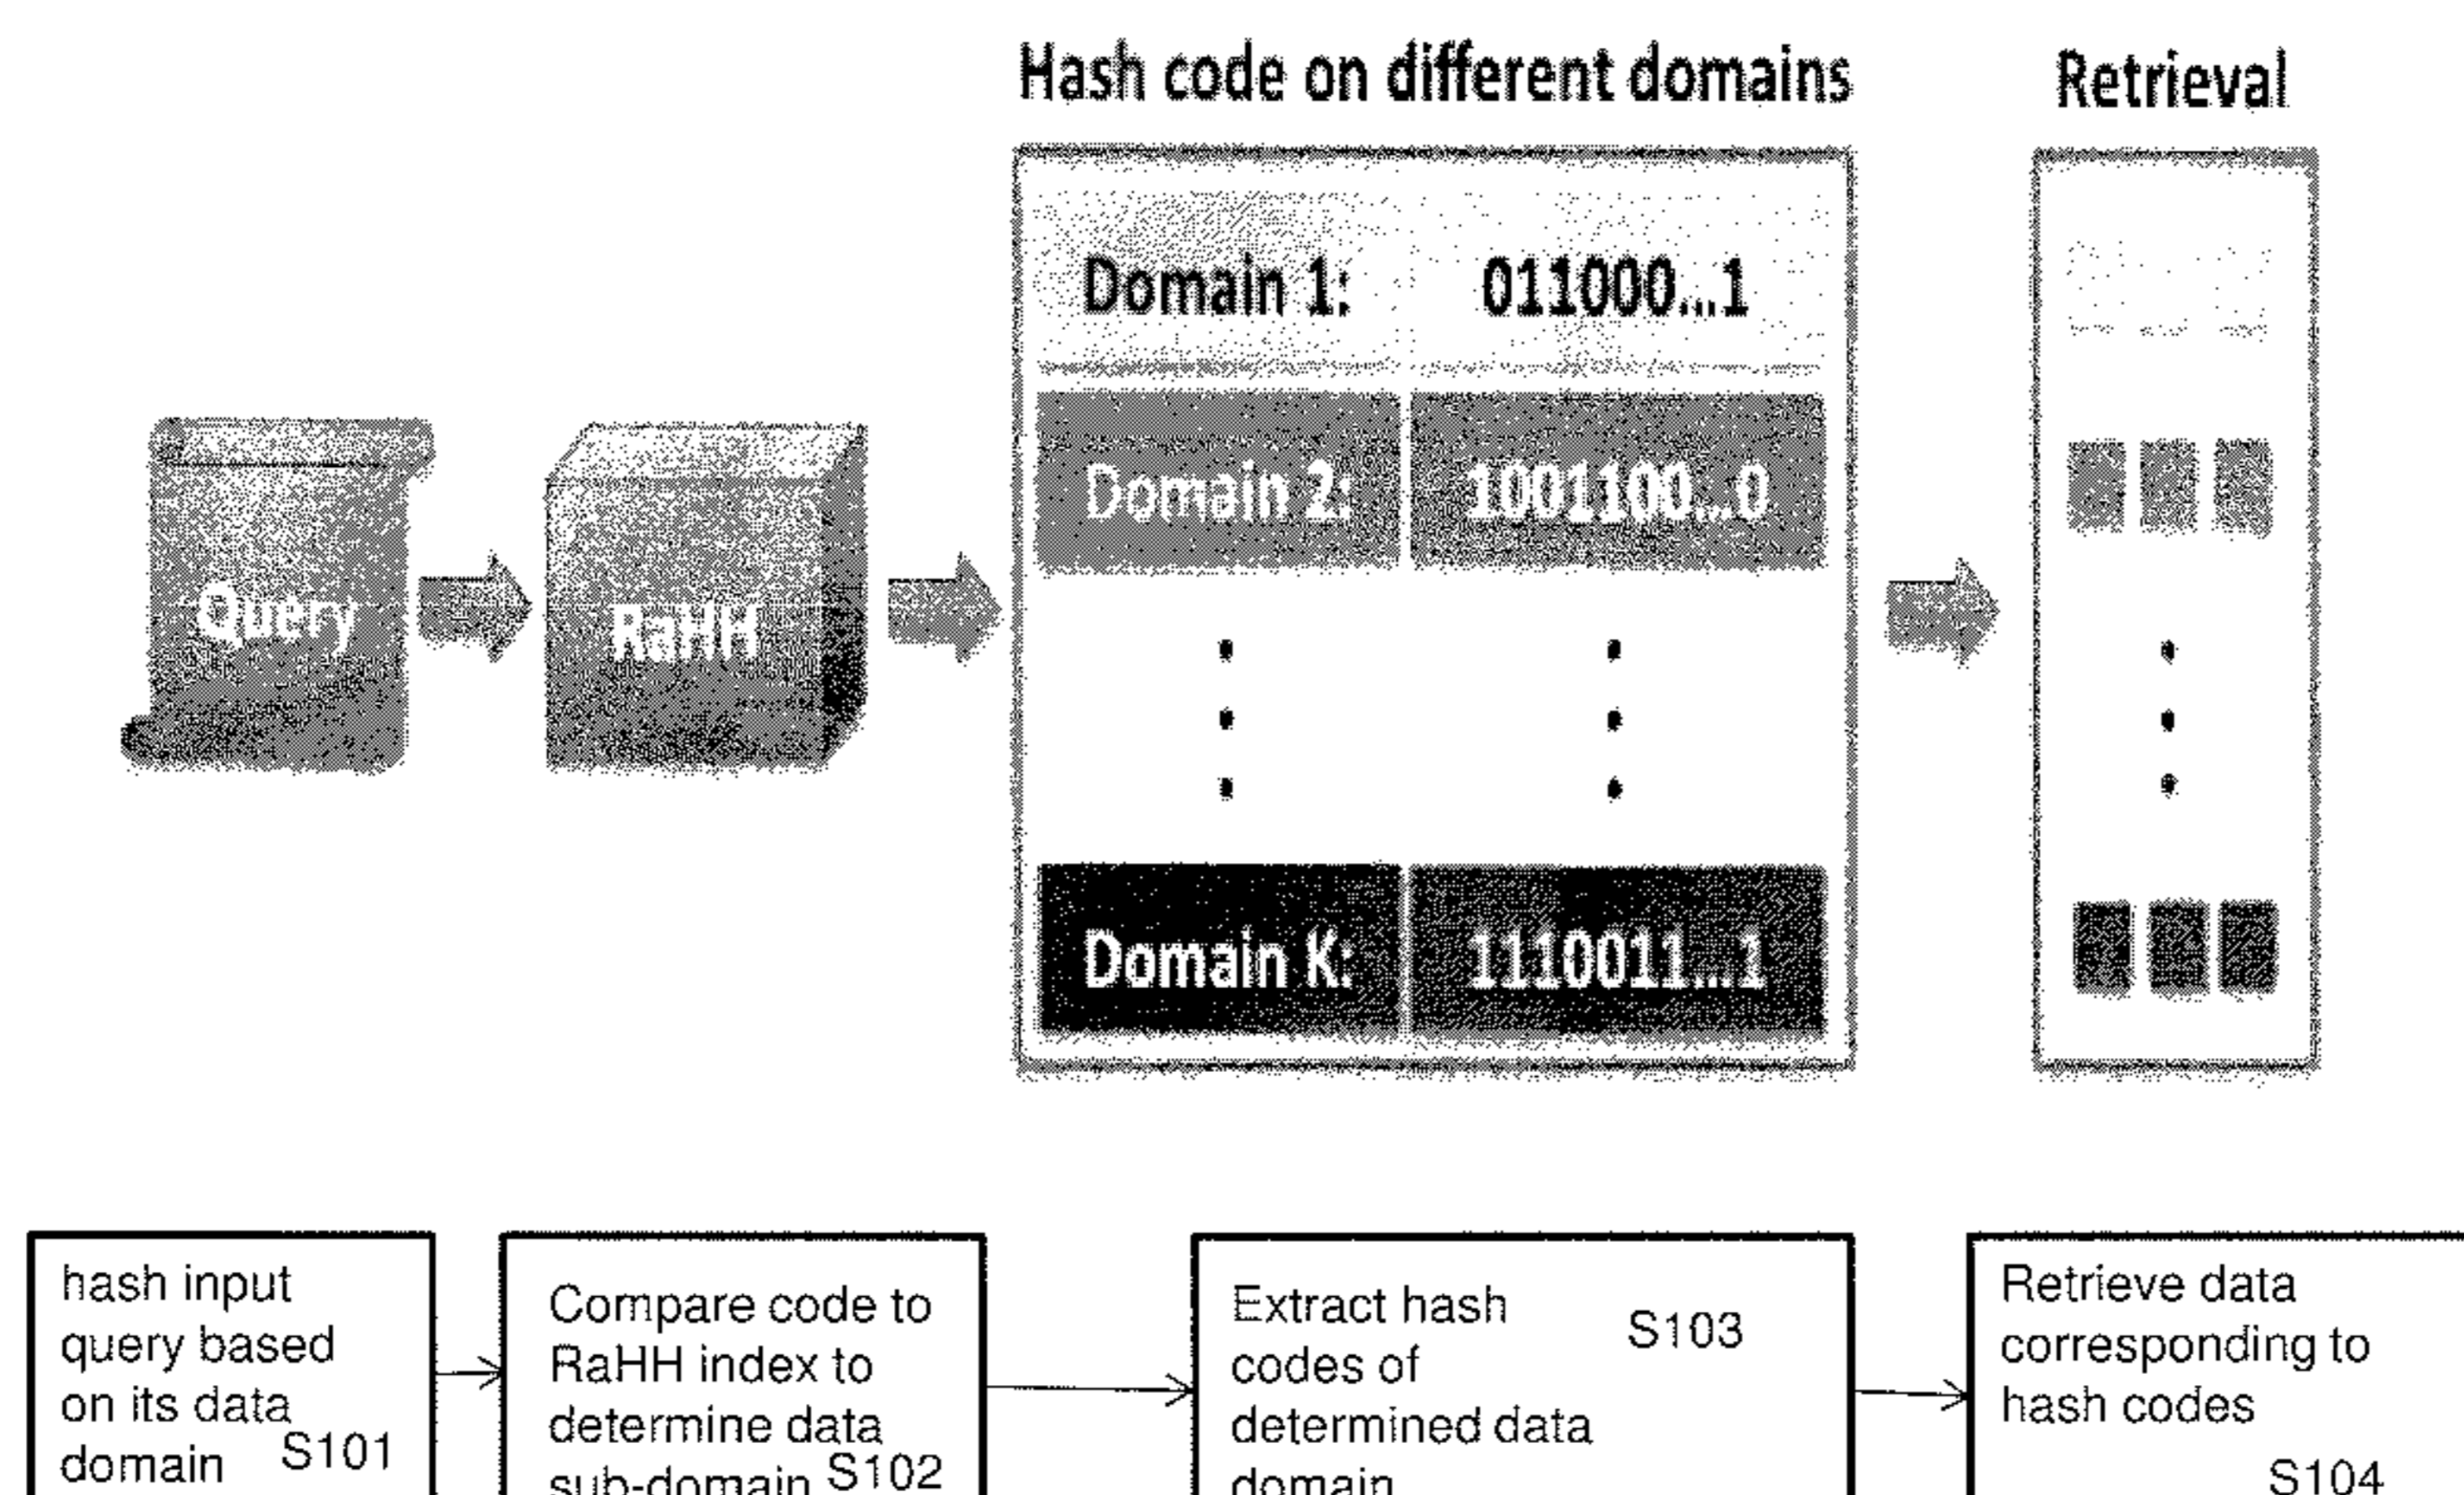 Hash code on different domains
Retrieval
Domain 1: 011000...1
Domain 2: 1001100...0
Query
RaHH
Domain K: 1110011...1
hash input
query based
on its data
domain S101
Compare code to
RaHH index to
determine data
sub-domain S102
Extract hash
codes of
determined data
domain
S103
Retrieve data
corresponding to
hash codes
S104